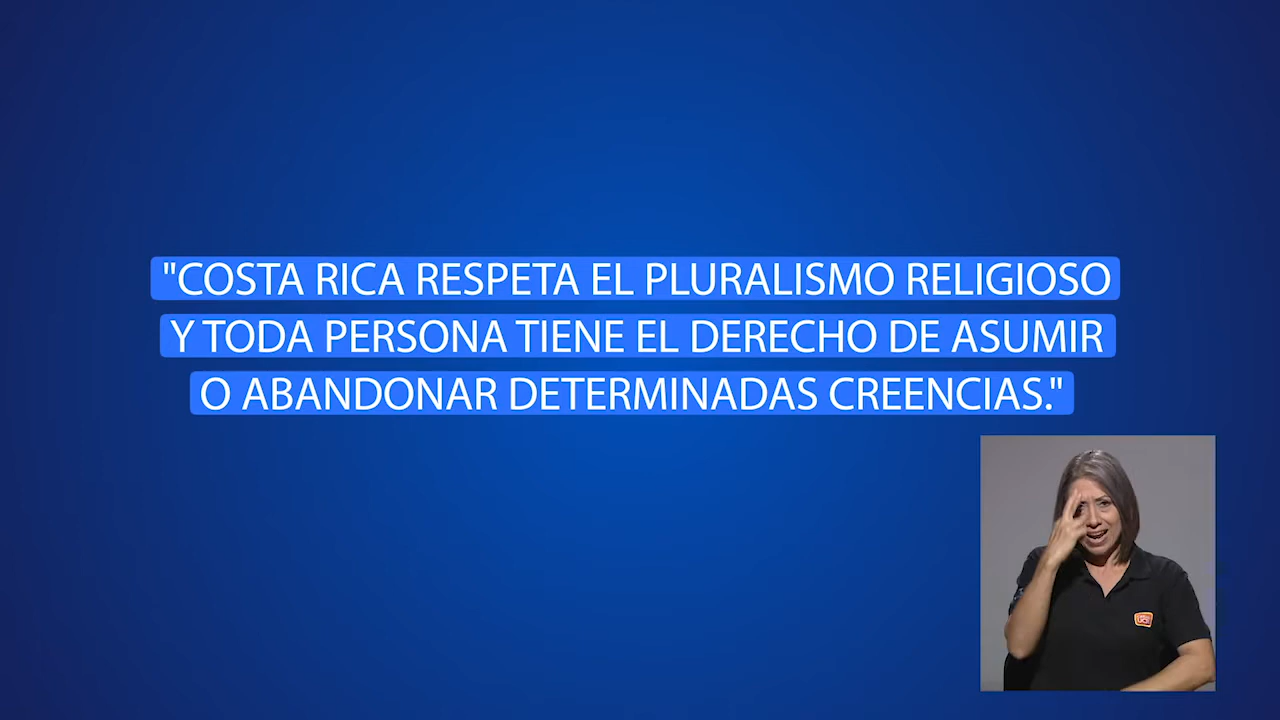 "COSTA RICA RESPETA EL PLURALISMO RELIGIOSO
Y TODA PERSONA TIENE EL DERECHO DE ASUMIR
O ABANDONAR DETERMINADAS CREENCIAS."